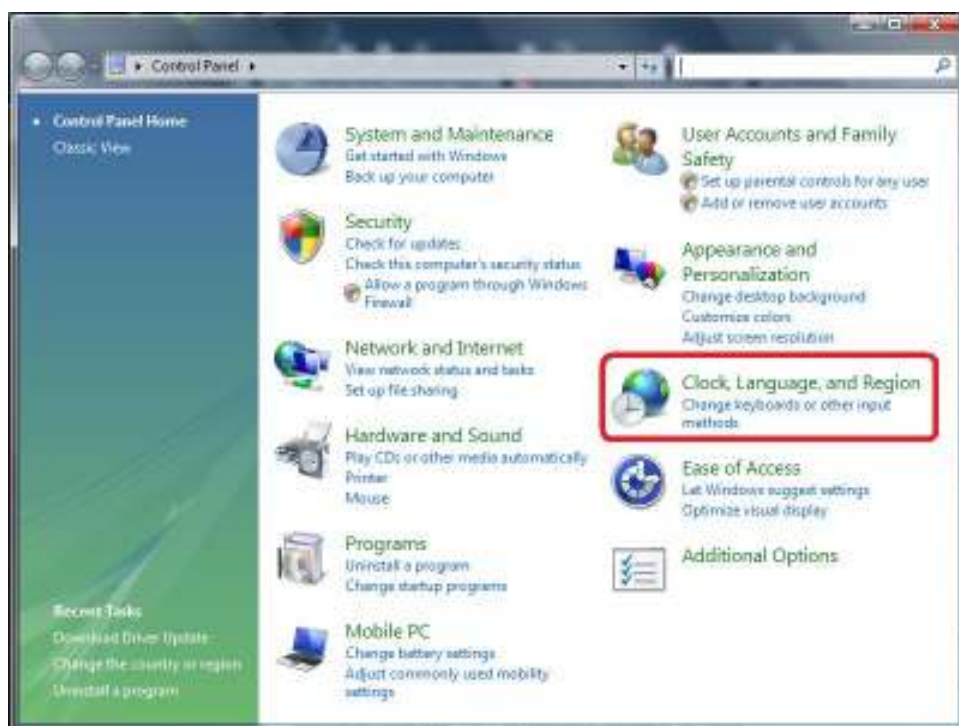 Control Panel
Control Panel Home
Classic View
System and Maintenance
Get started with Windows
Back up your computer
Security
Check for updates
Check this computer's security status
Allow a program through Windows
Firewall
Network and Internet
View network status and tasks
Set up file sharing
Hardware and Sound
Play CDs or other media automatically
Printer
Mouse
Programs
Uninstall a program
Change startup programs
Mobile PC
Change battery settings
Adjust commonly used mobility
settings
User Accounts and Family
Safety
Set up parental controls for any user
Add or remove user accounts
Appearance and
Personalization
Change desktop background
Customize colors
Adjust screen resolution
Clock, Language, and Region
Change keyboards or other input
methods
Ease of Access
Let Windows suggest settings
Optimize visual display
Additional Options
Recent Tasks
Download Driver Update
Change the country or region
Uninstall a program